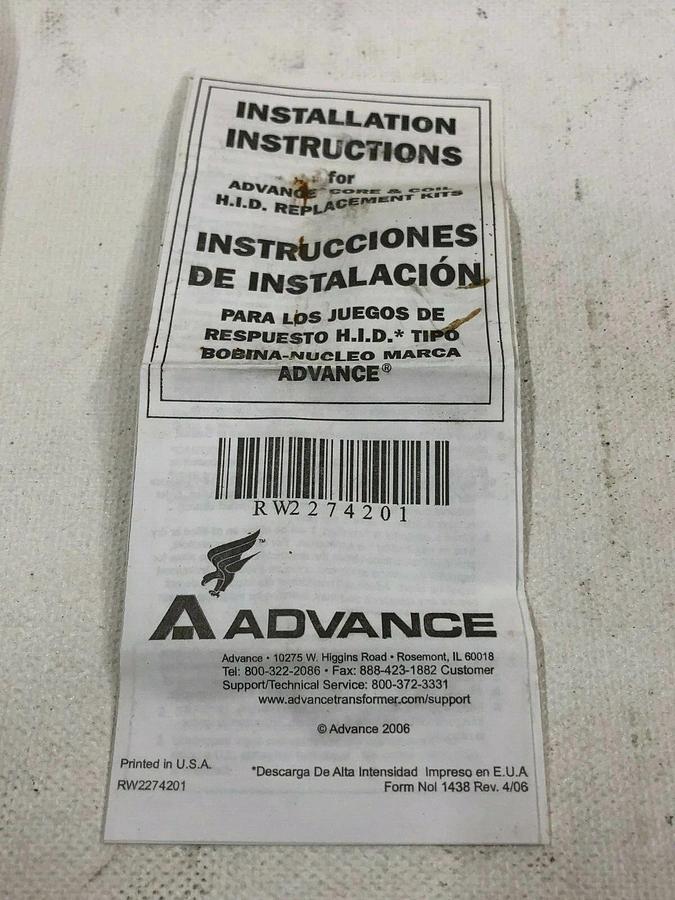 INSTALLATION
INSTRUCTIONS
for
ADVANCE™ CORE & COIL
H.I.D. REPLACEMENT KITS
INSTRUCCIONES
DE INSTALACIÓN
PARA LOS JUEGOS DE
RESPUESTO H.I.D.* TIPO
BOBINA-NUCLEO MARCA
ADVANCE®
RW2274201
™
ADVANCE
Advance • 10275 W. Higgins Road • Rosemont, IL 60018
Tel: 800-322-2086 • Fax: 888-423-1882 Customer
Support/Technical Service: 800-372-3331
www.advancetransformer.com/support
© Advance 2006
Printed in U.S.A.
*Descarga De Alta Intensidad Impreso en E.U.A
RW2274201
Form Nol 1438 Rev. 4/06